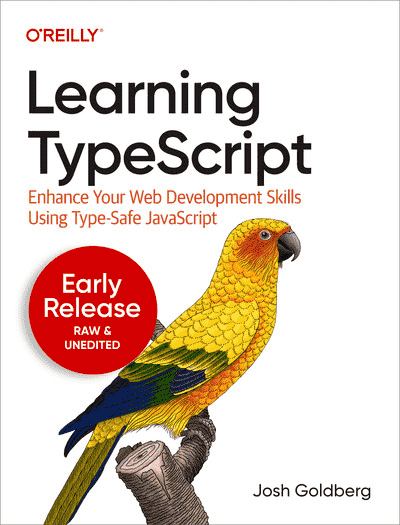 O'REILLY®
Learning
TypeScript
Enhance Your Web Development Skills
Using Type-Safe JavaScript
Early
Release
RAW &
UNEDITED
Josh Goldberg